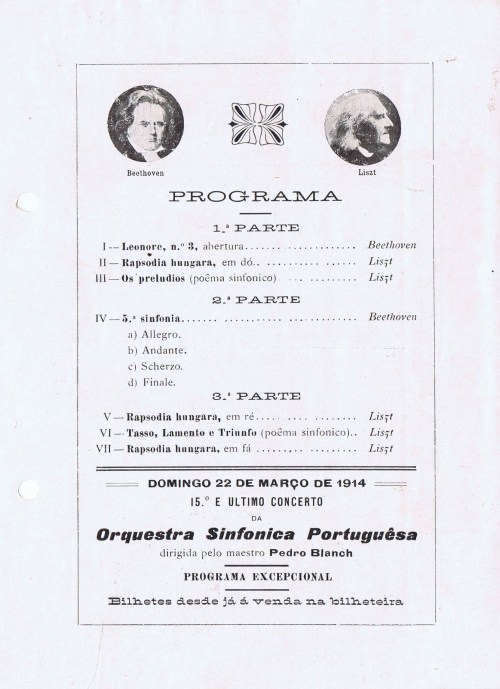 Beethoven
Liszt
PROGRAMA
1.ª PARTE
I — Leonore, n.º 3, abertura..................... Beethoven
II — Rapsódia hungara, em dó.. ................... Liszt
III — Os preludios (poêma sinfonico) ... .......... Liszt
2.ª PARTE
IV — 5.ª sinfonia....... ........... ... ........... Beethoven
a) Allegro.
b) Andante.
c) Scherzo.
d) Finale.
3.ª PARTE
V — Rapsodia hungara, em ré..... .... ......... Liszt
VI — Tasso, Lamento e Triunfo (poêma sinfonico).. Liszt
VII — Rapsodia hungara, em fá ......... ......... Liszt
DOMINGO 22 DE MARÇO DE 1914
15.º E ULTIMO CONCERTO
DA
Orquestra Sinfonica Portuguêsa
dirigida pelo maestro Pedro Blanch
PROGRAMA EXCEPCIONAL
Bilhetes desde já á venda na bilheteira